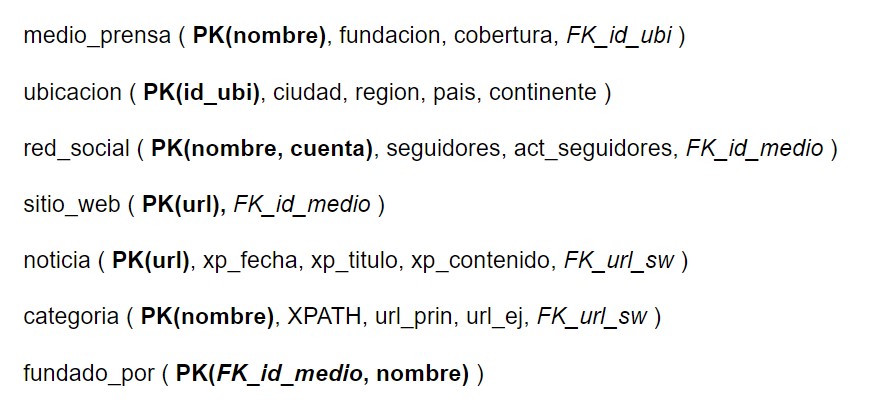 medio_prensa ( PK(nombre), fundacion, cobertura, FK_id_ubi )
ubicacion ( PK(id_ubi), ciudad, region, pais, continente )
red_social ( PK(nombre, cuenta), seguidores, act_seguidores, FK_id_medio )
sitio_web ( PK(url), FK_id_medio )
noticia ( PK(url), xp_fecha, xp_titulo, xp_contenido, FK_url_sw )
categoria ( PK(nombre), XPATH, url_prin, url_ej, FK_url_sw )
fundado_por ( PK(FK_id_medio, nombre) )